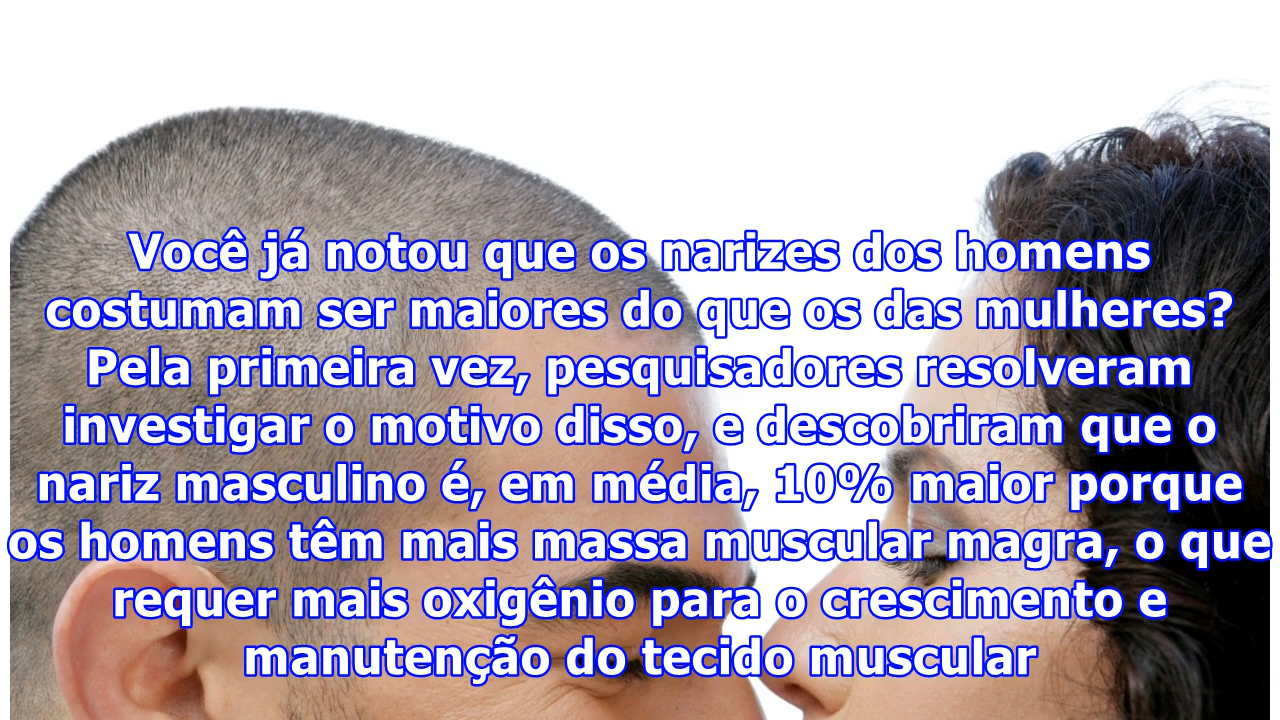 Você já notou que os narizes dos homens
costumam ser maiores do que os das mulheres?
Pela primeira vez, pesquisadores resolveram
investigar o motivo disso, e descobriram que o
nariz masculino é, em média, 10% maior porque
os homens têm mais massa muscular magra, o que
requer mais oxigênio para o crescimento e
manutenção do tecido muscular